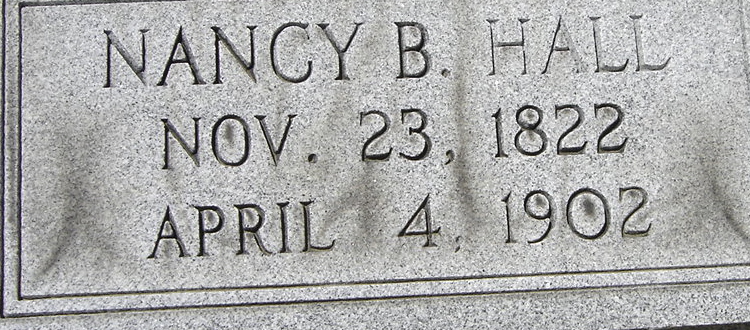 NANCY B. HALL
NOV. 23, 1822
APRIL 4, 1902